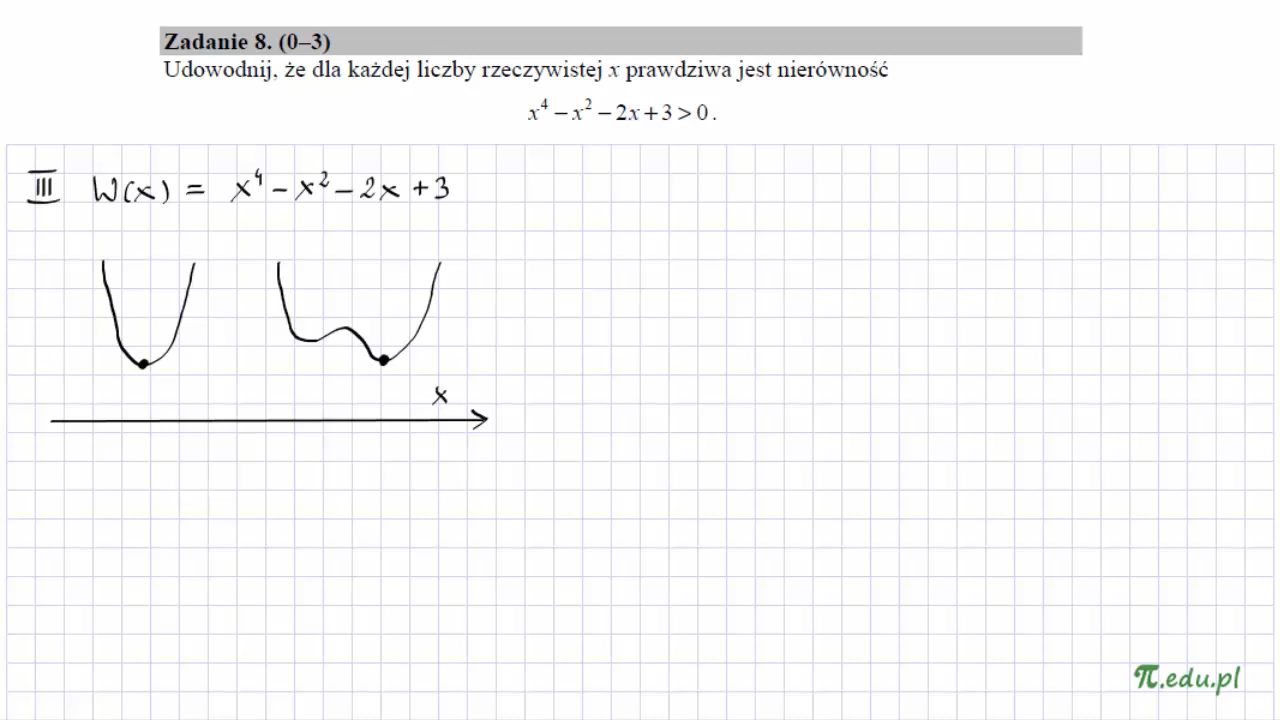 Zadanie 8. (0–3)
Udowodnij, że dla każdej liczby rzeczywistej x prawdziwa jest nierówność
x⁴ − x² − 2x + 3 > 0 .
III W(x) = x⁴ − x² − 2x + 3
x
π.edu.pl